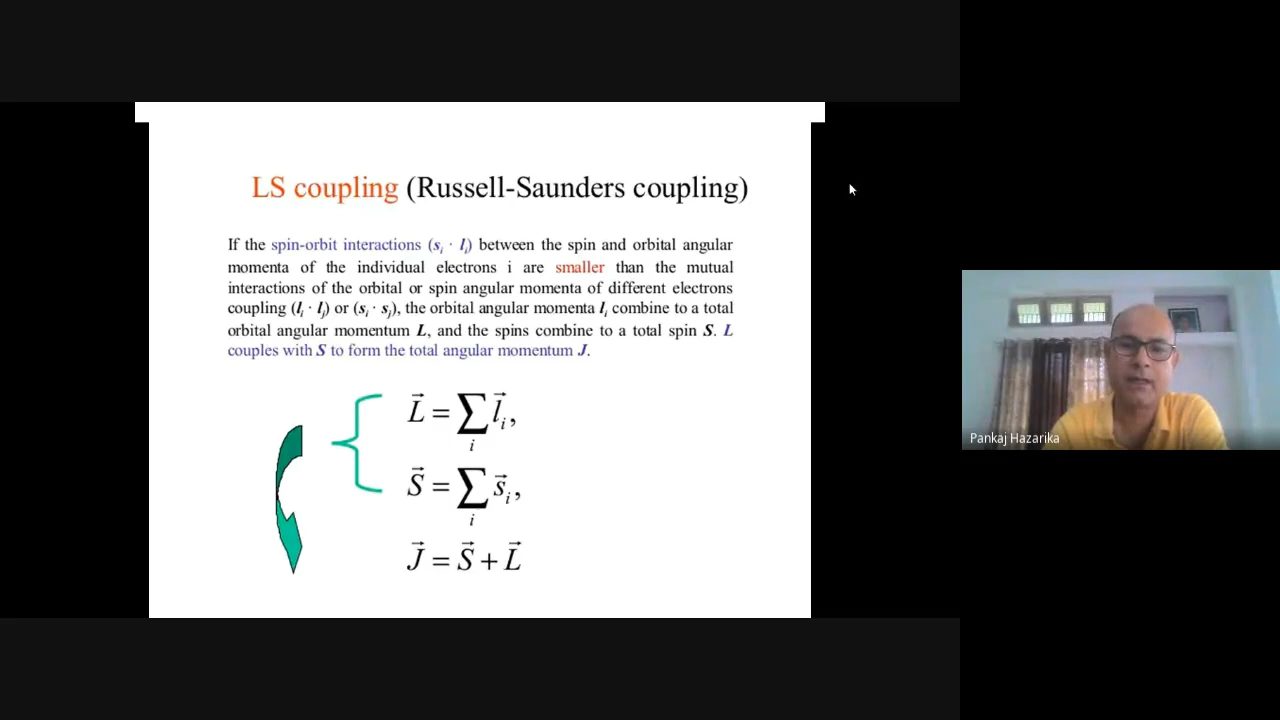 LS coupling (Russell-Saunders coupling)
If the spin-orbit interactions (sᵢ · lᵢ) between the spin and orbital angular
momenta of the individual electrons i are smaller than the mutual
interactions of the orbital or spin angular momenta of different electrons
coupling (lᵢ · lⱼ) or (sᵢ · sⱼ), the orbital angular momenta lᵢ combine to a total
orbital angular momentum L, and the spins combine to a total spin S. L
couples with S to form the total angular momentum J.
L⃗ = ∑ᵢ l⃗ᵢ,
S⃗ = ∑ᵢ s⃗ᵢ,
J⃗ = S⃗ + L⃗
Pankaj Hazarika